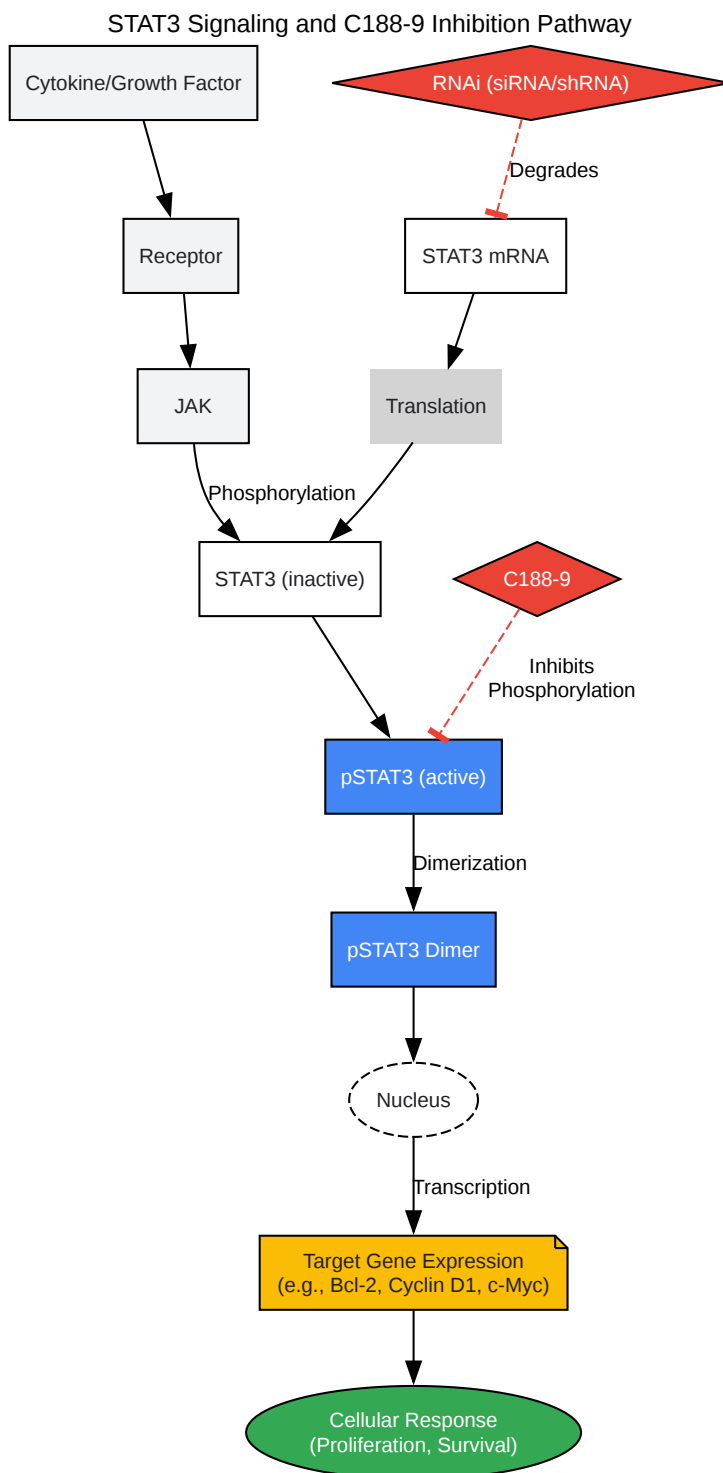 STAT3 Signaling and C188-9 Inhibition Pathway
Cytokine/Growth Factor
RNAi (siRNA/shRNA)
Degrades
Receptor
STAT3 mRNA
JAK
Translation
Phosphorylation
STAT3 (inactive)
C188-9
Inhibits
Phosphorylation
pSTAT3 (active)
Dimerization
pSTAT3 Dimer
Nucleus
Transcription
Target Gene Expression
(e.g., Bcl-2, Cyclin D1, c-Myc)
Cellular Response
(Proliferation, Survival)